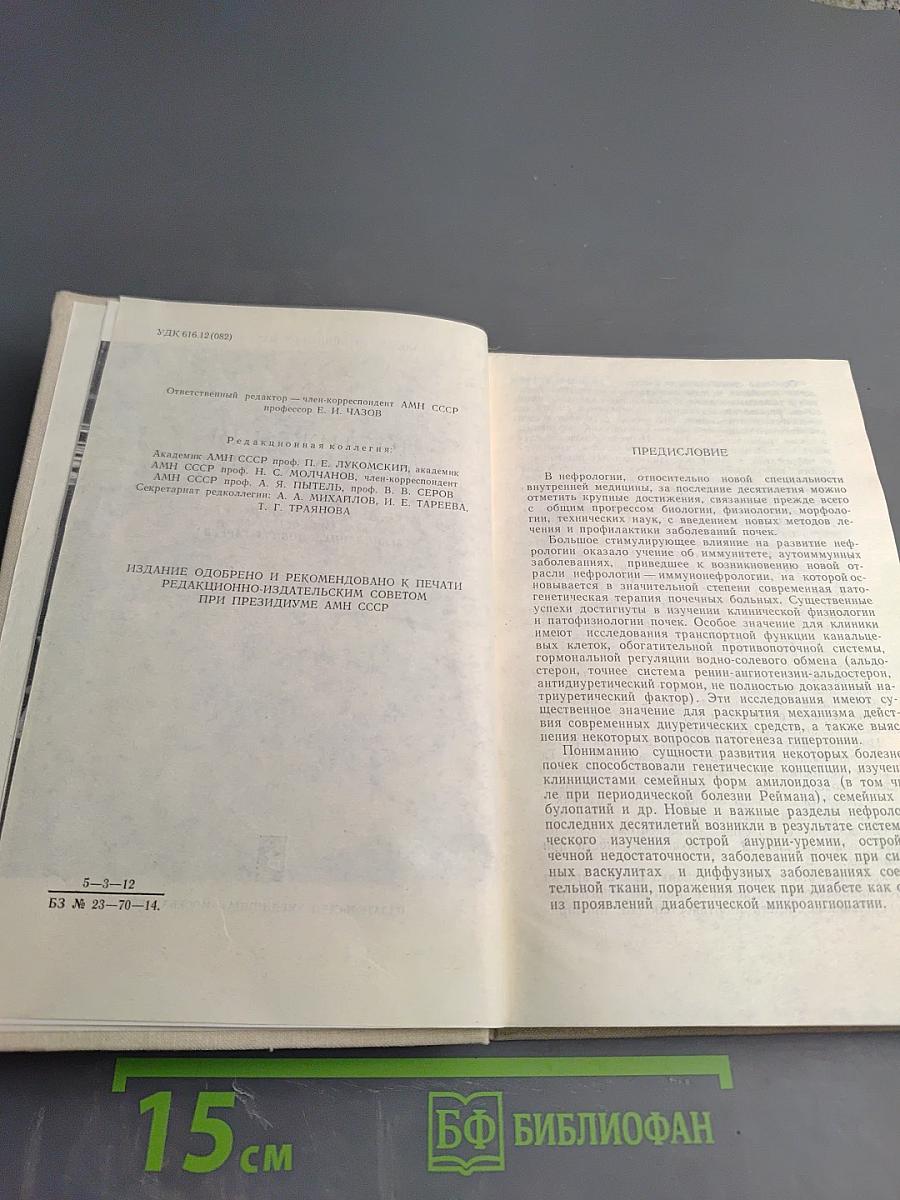 УДК 616.12(082)
Ответственный редактор — член-корреспондент АМН СССР
профессор Е. И. ЧАЗОВ
Редакционная коллегия:
Академик АМН СССР проф. П. Е. ЛУКОМСКИЙ, академик
АМН СССР проф. Н. С. МОЛЧАНОВ, член-корреспондент
АМН СССР проф. А. Я. ПЫТЕЛЬ, проф. В. В. СЕРОВ
Секретариат редколлегии: А. А. МИХАЙЛОВ, И. Е. ТАРЕЕВА,
Т. Г. ТРАЯНОВА
ИЗДАНИЕ ОДОБРЕНО И РЕКОМЕНДОВАНО К ПЕЧАТИ
РЕДАКЦИОННО-ИЗДАТЕЛЬСКИМ СОВЕТОМ
ПРИ ПРЕЗИДИУМЕ АМН СССР
5—3—12
БЗ № 23—70—14.
ПРЕДИСЛОВИЕ
В нефрологии, относительно новой специальности
внутренней медицины, за последние десятилетия можно
отметить крупные достижения, связанные прежде всего
с общим прогрессом биологии, физиологии, морфоло-
гии, технических наук, с введением новых методов ле-
чения и профилактики заболеваний почек.
Большое стимулирующее влияние на развитие неф-
рологии оказало учение об иммунитете, аутоиммунных
заболеваниях, приведшее к возникновению новой от-
расли нефрологии — иммунонефрологии, на которой ос-
новывается в значительной степени современная пато-
генетическая терапия почечных больных. Существенные
успехи достигнуты в изучении клинической физиологии
и патофизиологии почек. Особое значение для клиники
имеют исследования транспортной функции канальце-
вых клеток, обогатительной противопоточной системы,
гормональной регуляции водно-солевого обмена (альдо-
стерон, точнее система ренин-ангиотензин-альдостерон,
антидиуретический гормон, не полностью доказанный на-
триуретический фактор). Эти исследования имеют су-
щественное значение для раскрытия механизма дейст-
вия современных диуретических средств, а также выяс
нения некоторых вопросов патогенеза гипертонии.
Пониманию сущности развития некоторых болезне
почек способствовали генетические концепции, изучен
клиницистами семейных форм амилоидоза (в том чи
ле при периодической болезни Реймана), семейных
булопатий и др. Новые и важные разделы нефроло
последних десятилетий возникли в результате систем
ческого изучения острой анурии-уремии, острой
чечной недостаточности, заболеваний почек при си
ных васкулитах и диффузных заболеваниях сое
тельной ткани, поражения почек при диабете как о
из проявлений диабетической микроангиопатии.
15 см
БФ БИБЛИОФАН